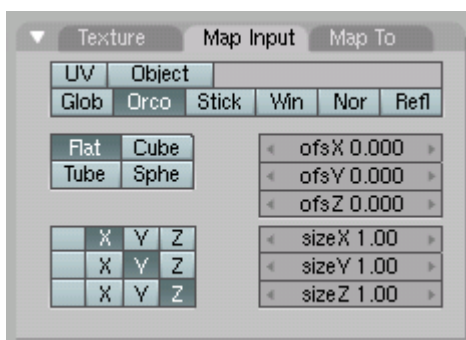 Texture Map Input Map To
UV Object
Glob Orco Stick Win Nor Refl
Flat Cube ofsX 0.000
Tube Sphe ofsY 0.000
ofsZ 0.000
X Y Z sizeX 1.00
X Y Z sizeY 1.00
X Y Z sizeZ 1.00